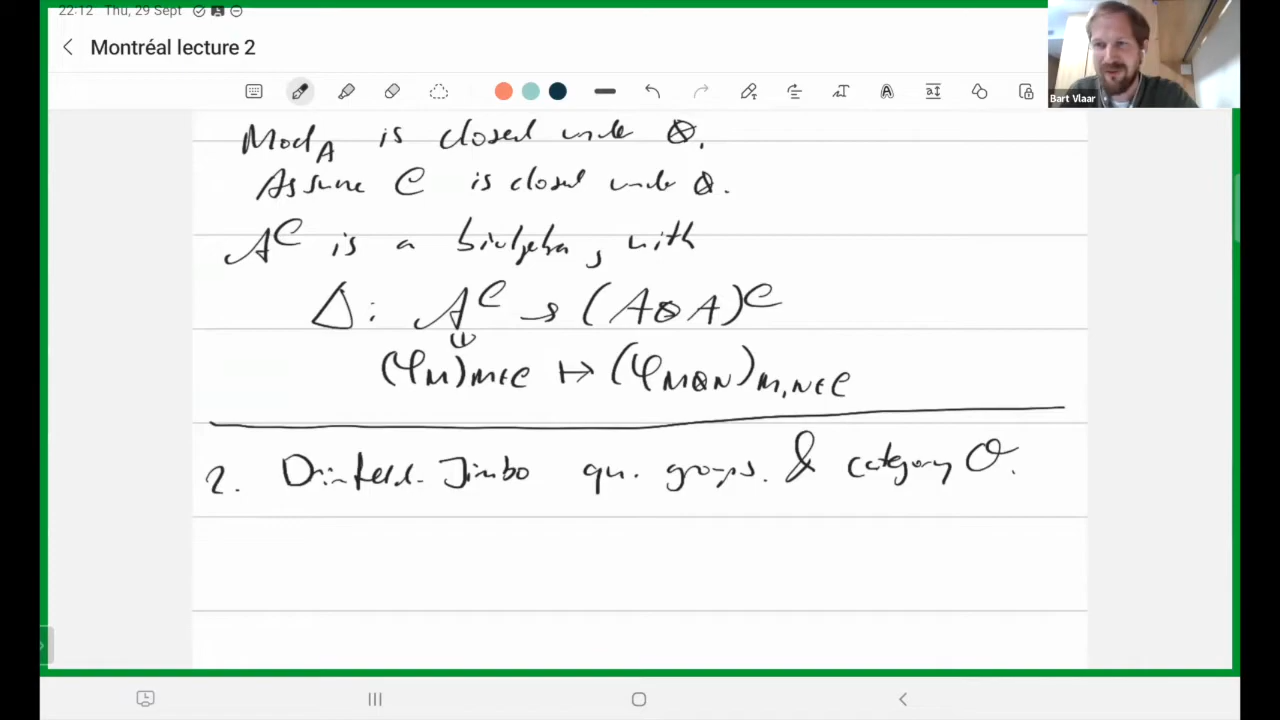 22:12 Thu, 29 Sept
Montréal lecture 2
Bart Vlaar
Mod_A is closed under ⊗.
Assume C is closed under ⊗.
A^C is a bialgebra, with
Δ: A^C → (A⊗A)^C
(φ_M)_{M∈C} ↦ (φ_{M⊗N})_{M,N∈C}
2. Drinfeld-Jimbo qu. groups. & category O.